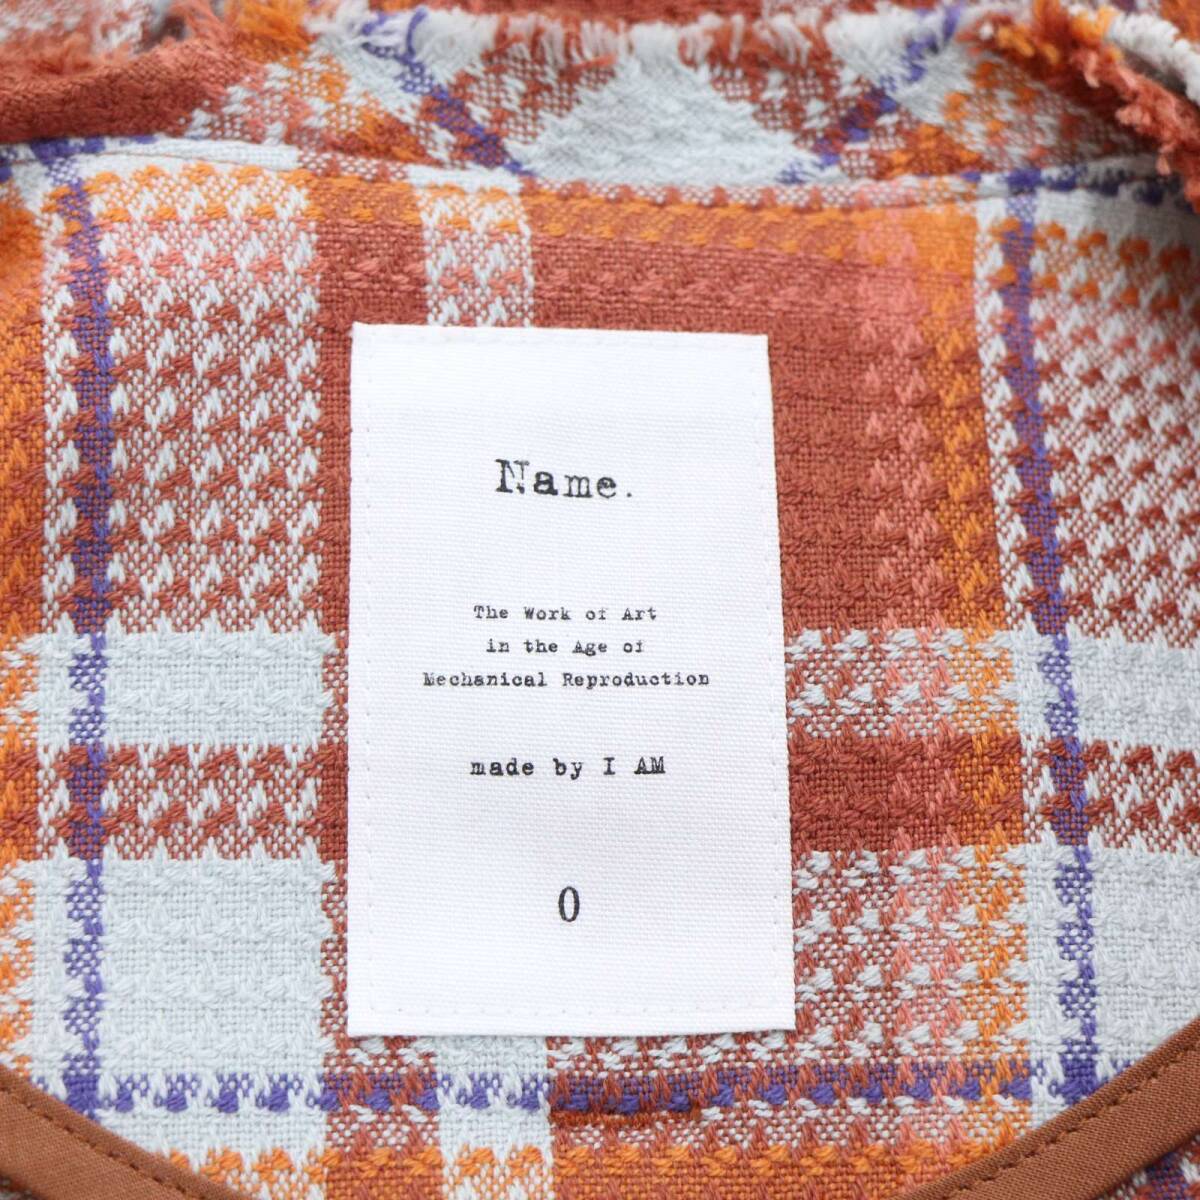 Name.
The Work of Art
in the Age of
Mechanical Reproduction
made by I AM
0